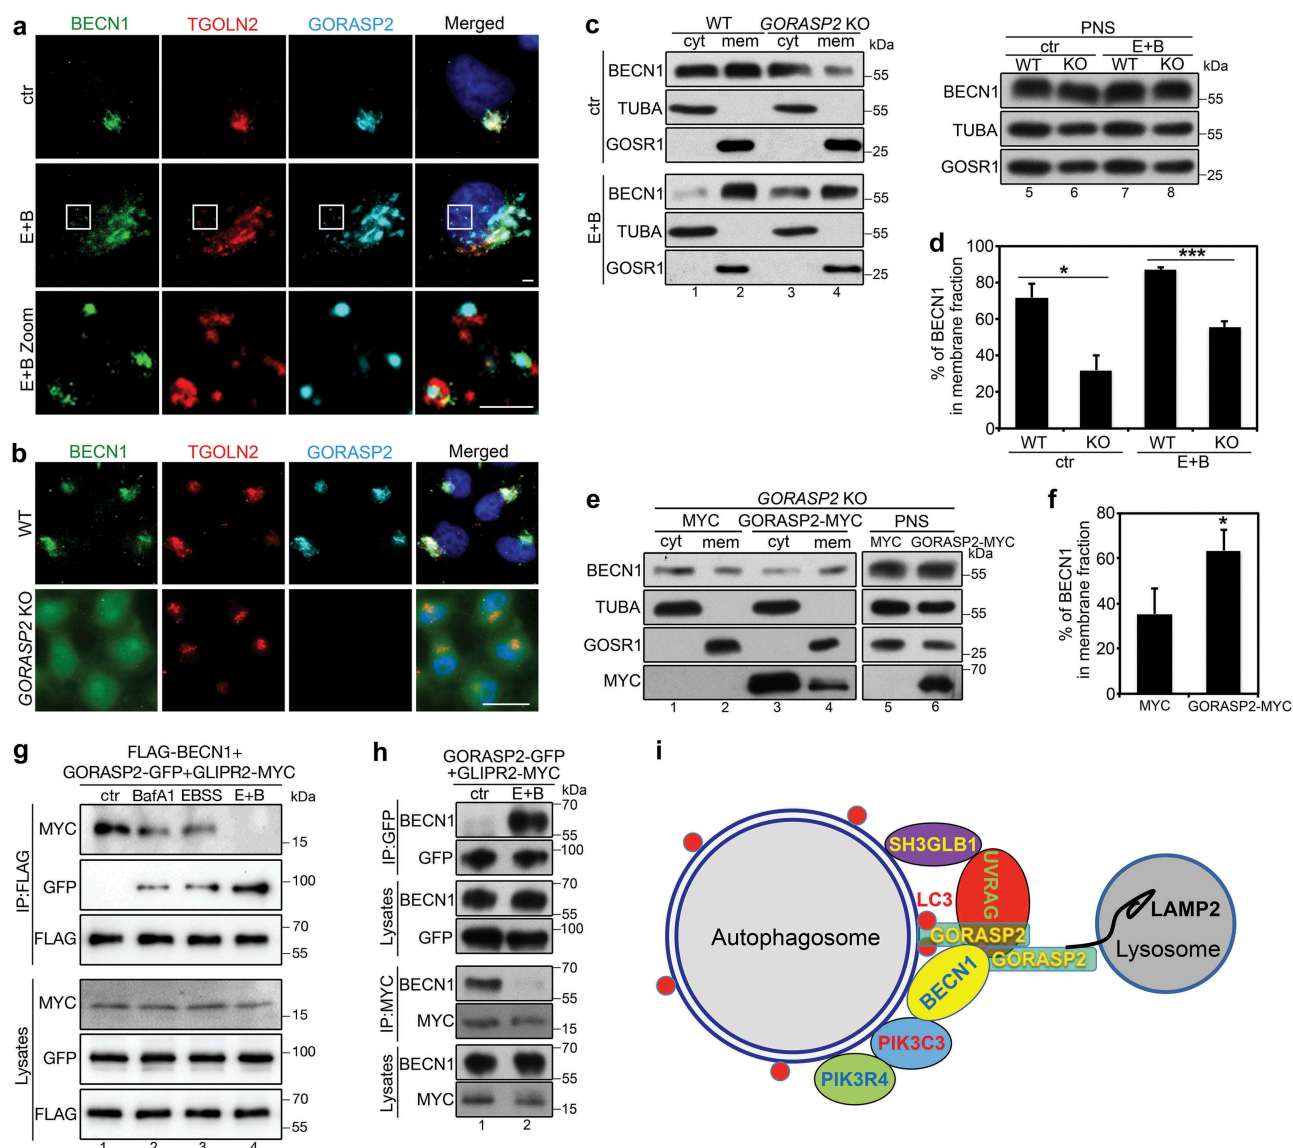 a
BECN1 TGOLN2 GORASP2 Merged
ctr
E+B
E+B Zoom
b
BECN1 TGOLN2 GORASP2 Merged
WT
GORASP2 KO
c
WT GORASP2 KO
cyt mem cyt mem kDa
ctr
BECN1 55
TUBA 55
GOSR1 25
E+B
BECN1 55
TUBA 55
GOSR1 25
1 2 3 4
PNS
ctr E+B
WT KO WT KO kDa
BECN1 55
TUBA 55
GOSR1 25
5 6 7 8
d
% of BECN1
in membrane fraction
100
80
60
40
20
0
* ***
WT KO WT KO
ctr E+B
e
GORASP2 KO
MYC GORASP2-MYC PNS
cyt mem cyt mem MYC GORASP2-MYC
kDa
BECN1 55
TUBA 55
GOSR1 25
MYC 70
1 2 3 4 5 6
f
% of BECN1
in membrane fraction
80
60
40
20
0
*
MYC GORASP2-MYC
g
FLAG-BECN1+
GORASP2-GFP+GLIPR2-MYC
ctr BafA1 EBSS E+B kDa
IP:FLAG
MYC 15
GFP 100
FLAG 70
55
Lysates
MYC 15
GFP 100
FLAG 70
55
1 2 3 4
h
GORASP2-GFP
+GLIPR2-MYC
ctr E+B kDa
IP:GFP
BECN1 70
55
GFP 100
Lysates
BECN1 70
55
GFP 100
IP:MYC
BECN1 70
55
MYC 15
Lysates
BECN1 70
55
MYC 15
1 2
i
SH3GLB1
UVRAG
LC3
GORASP2
GORASP2
LAMP2
Lysosome
Autophagosome
BECN1
PIK3C3
PIK3R4